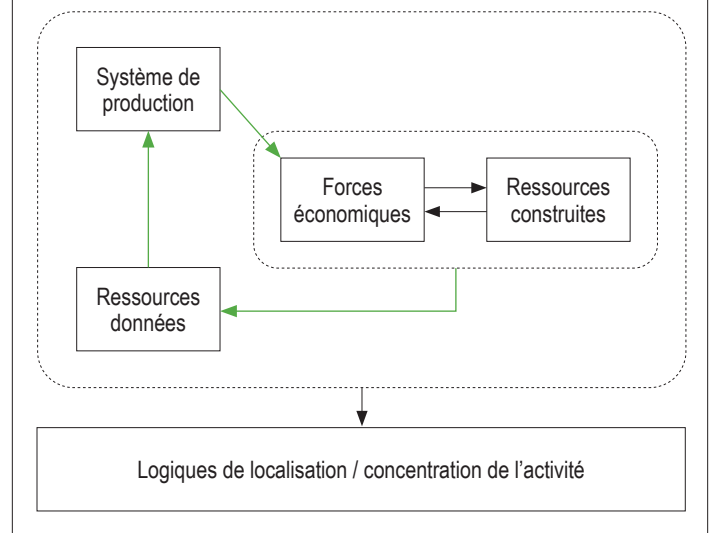 Système de
production
Forces
économiques
Ressources
construites
Ressources
données
Logiques de localisation / concentration de l’activité